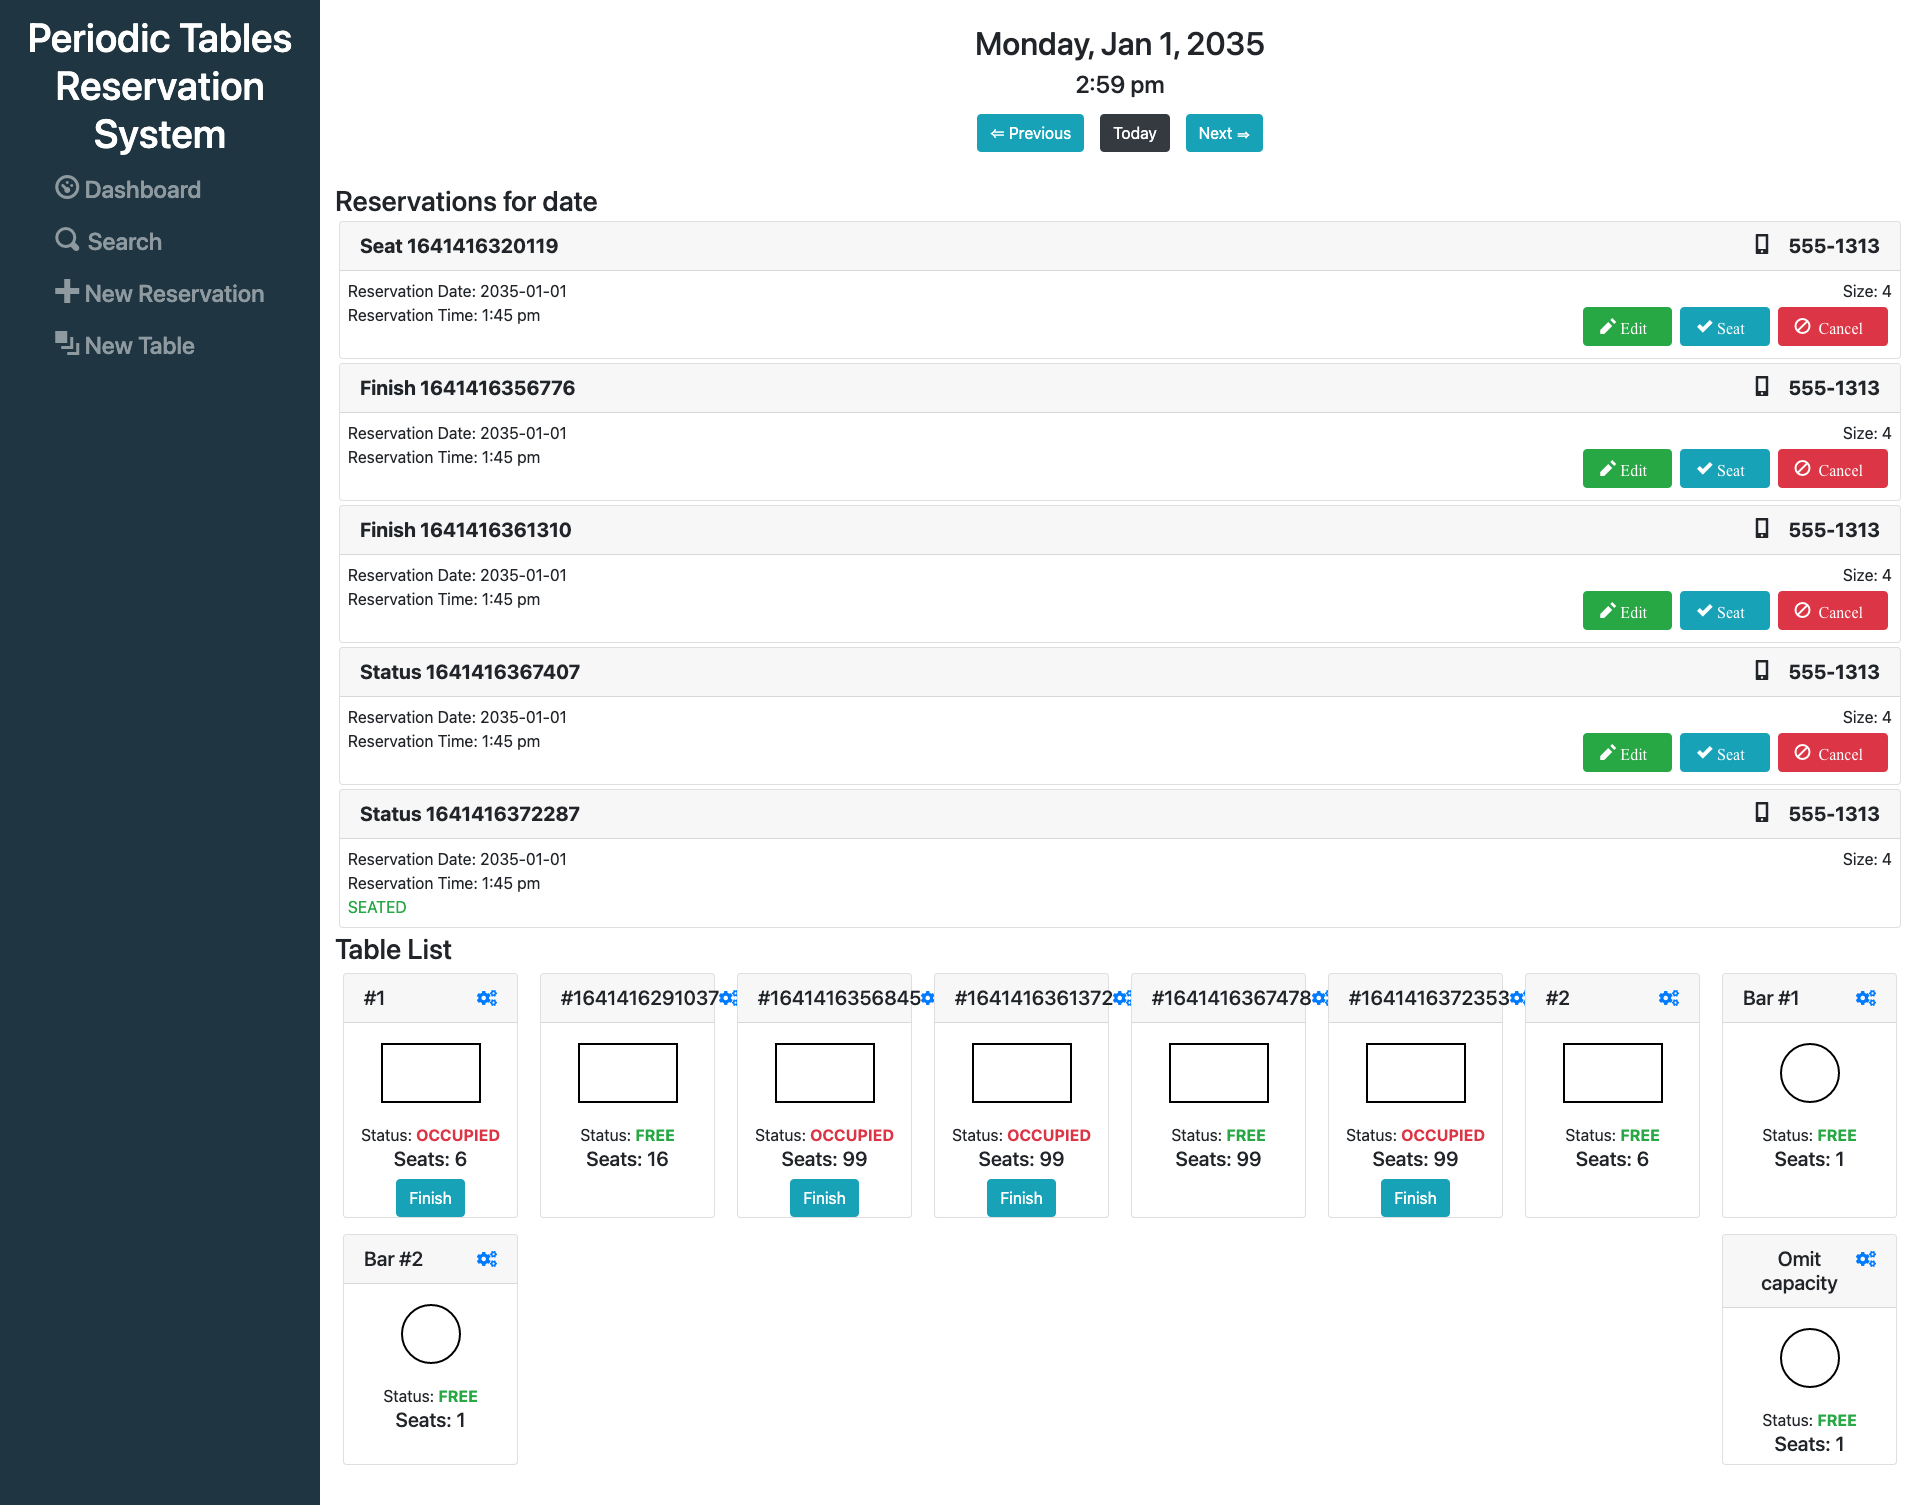 Periodic Tables
Reservation
System
Dashboard
Search
New Reservation
New Table
Monday, Jan 1, 2035
2:59 pm
⇐ Previous Today Next ⇒
Reservations for date
Seat 1641416320119 555-1313
Reservation Date: 2035-01-01 Size: 4
Reservation Time: 1:45 pm
Edit Seat Cancel
Finish 1641416356776 555-1313
Reservation Date: 2035-01-01 Size: 4
Reservation Time: 1:45 pm
Edit Seat Cancel
Finish 1641416361310 555-1313
Reservation Date: 2035-01-01 Size: 4
Reservation Time: 1:45 pm
Edit Seat Cancel
Status 1641416367407 555-1313
Reservation Date: 2035-01-01 Size: 4
Reservation Time: 1:45 pm
Edit Seat Cancel
Status 1641416372287 555-1313
Reservation Date: 2035-01-01 Size: 4
Reservation Time: 1:45 pm
SEATED
Table List
#1
Status: OCCUPIED
Seats: 6
Finish
#1641416291037
Status: FREE
Seats: 16
#1641416356845
Status: OCCUPIED
Seats: 99
Finish
#1641416361372
Status: OCCUPIED
Seats: 99
Finish
#1641416367478
Status: FREE
Seats: 99
#1641416372353
Status: OCCUPIED
Seats: 99
Finish
#2
Status: FREE
Seats: 6
Bar #1
Status: FREE
Seats: 1
Bar #2
Status: FREE
Seats: 1
Omit
capacity
Status: FREE
Seats: 1